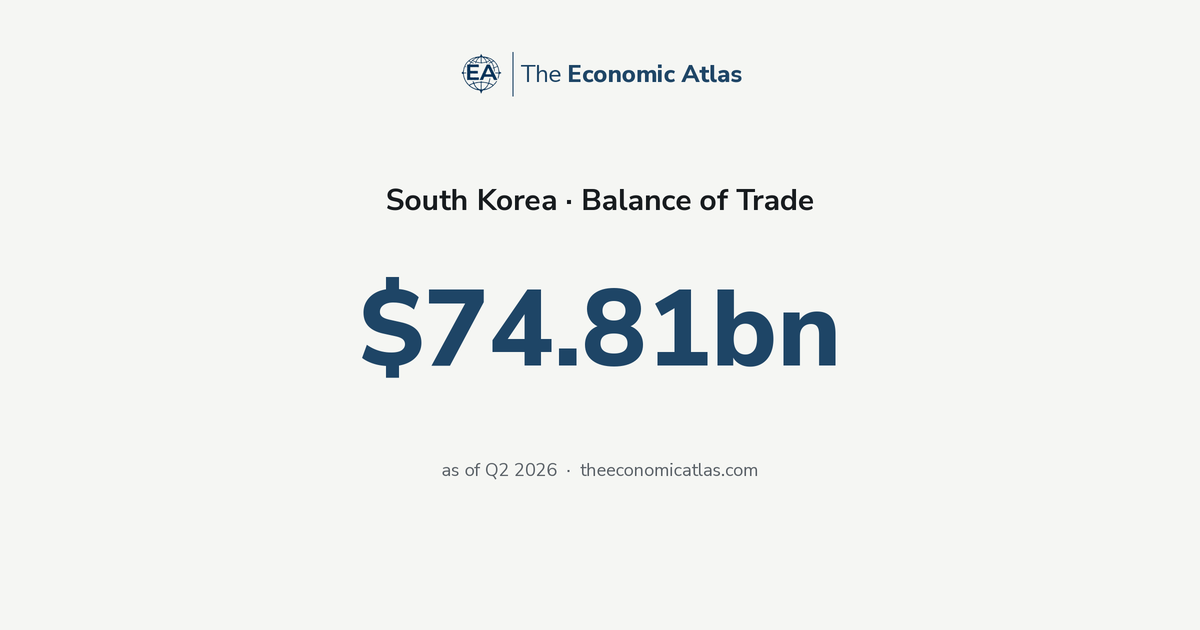 EA The Economic Atlas
South Korea · Balance of Trade
$74.81bn
as of Q2 2026 · theeconomicatlas.com